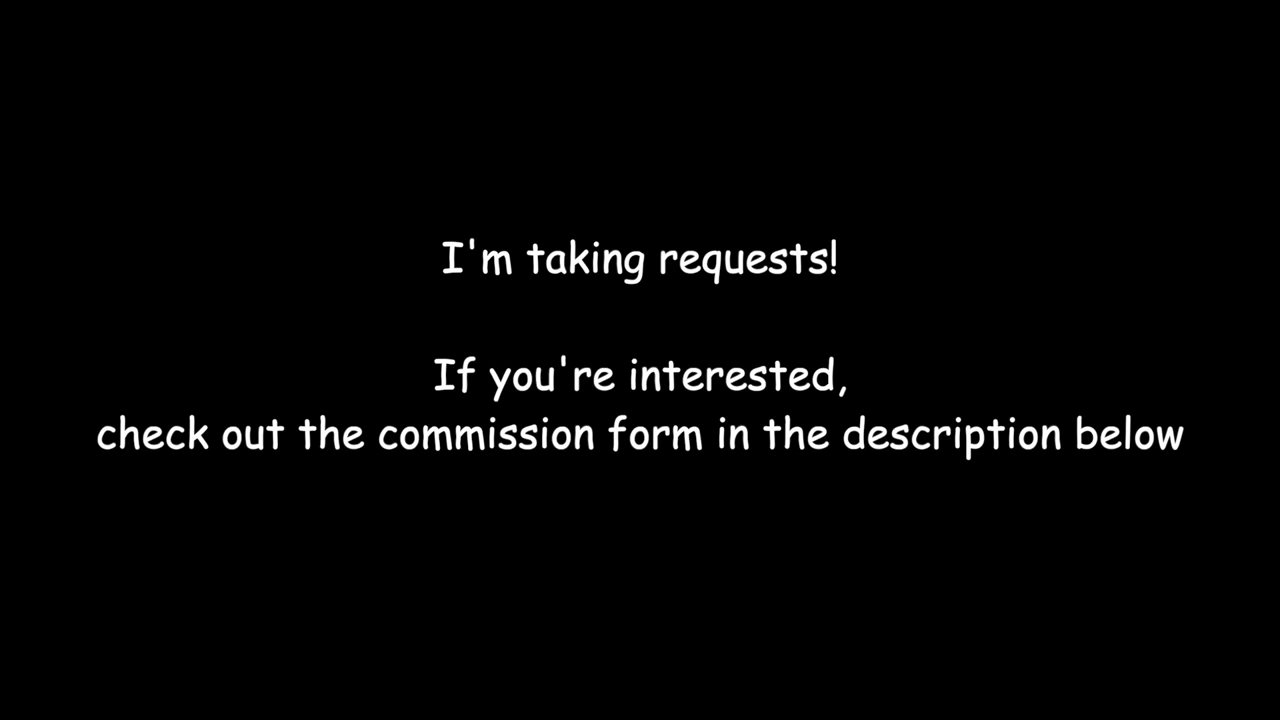 I'm taking requests!
If you're interested,
check out the commission form in the description below